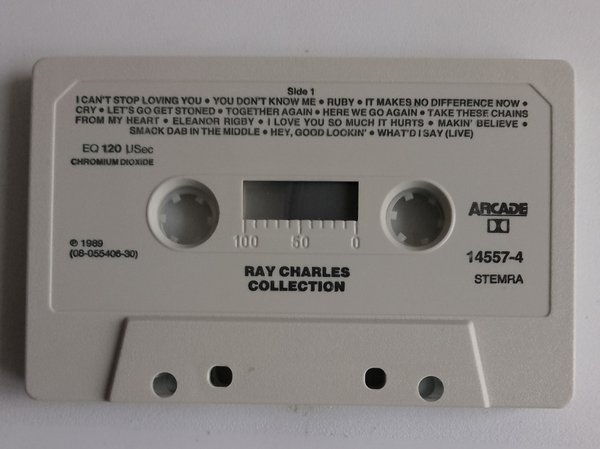 Side 1
I CAN'T STOP LOVING YOU • YOU DON'T KNOW ME • RUBY • IT MAKES NO DIFFERENCE NOW •
CRY • LET'S GO GET STONED • TOGETHER AGAIN • HERE WE GO AGAIN • TAKE THESE CHAINS
FROM MY HEART • ELEANOR RIGBY • I LOVE YOU SO MUCH IT HURTS • MAKIN' BELIEVE •
SMACK DAB IN THE MIDDLE • HEY, GOOD LOOKIN' • WHAT'D I SAY (LIVE)
EQ 120 µSec
CHROMIUM DIOXIDE
100 50 0
ARCADE
℗ 1989
(08-055406-30)
14557-4
STEMRA
RAY CHARLES
COLLECTION